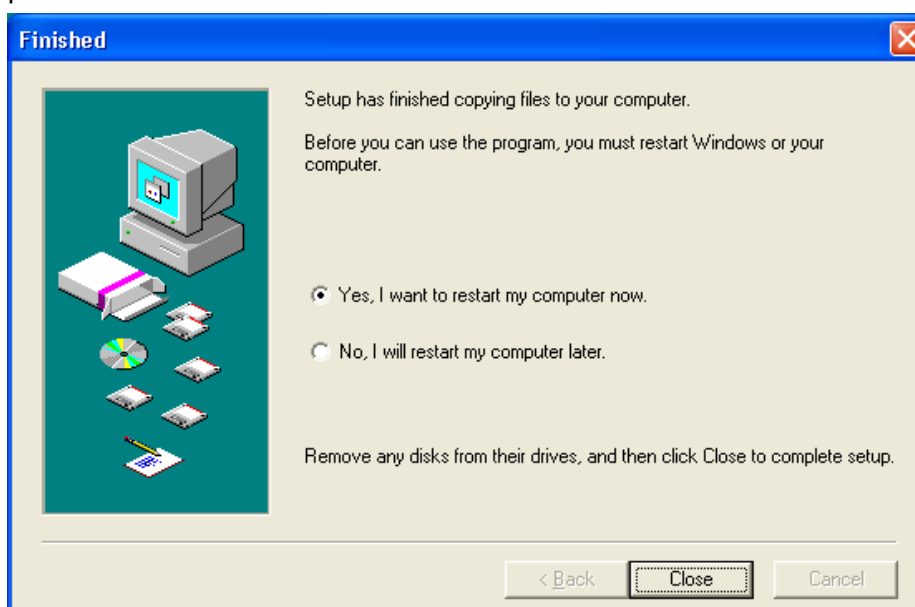 Finished
Setup has finished copying files to your computer.
Before you can use the program, you must restart Windows or your
computer.
Yes, I want to restart my computer now.
No, I will restart my computer later.
Remove any disks from their drives, and then click Close to complete setup.
< Back
Close
Cancel